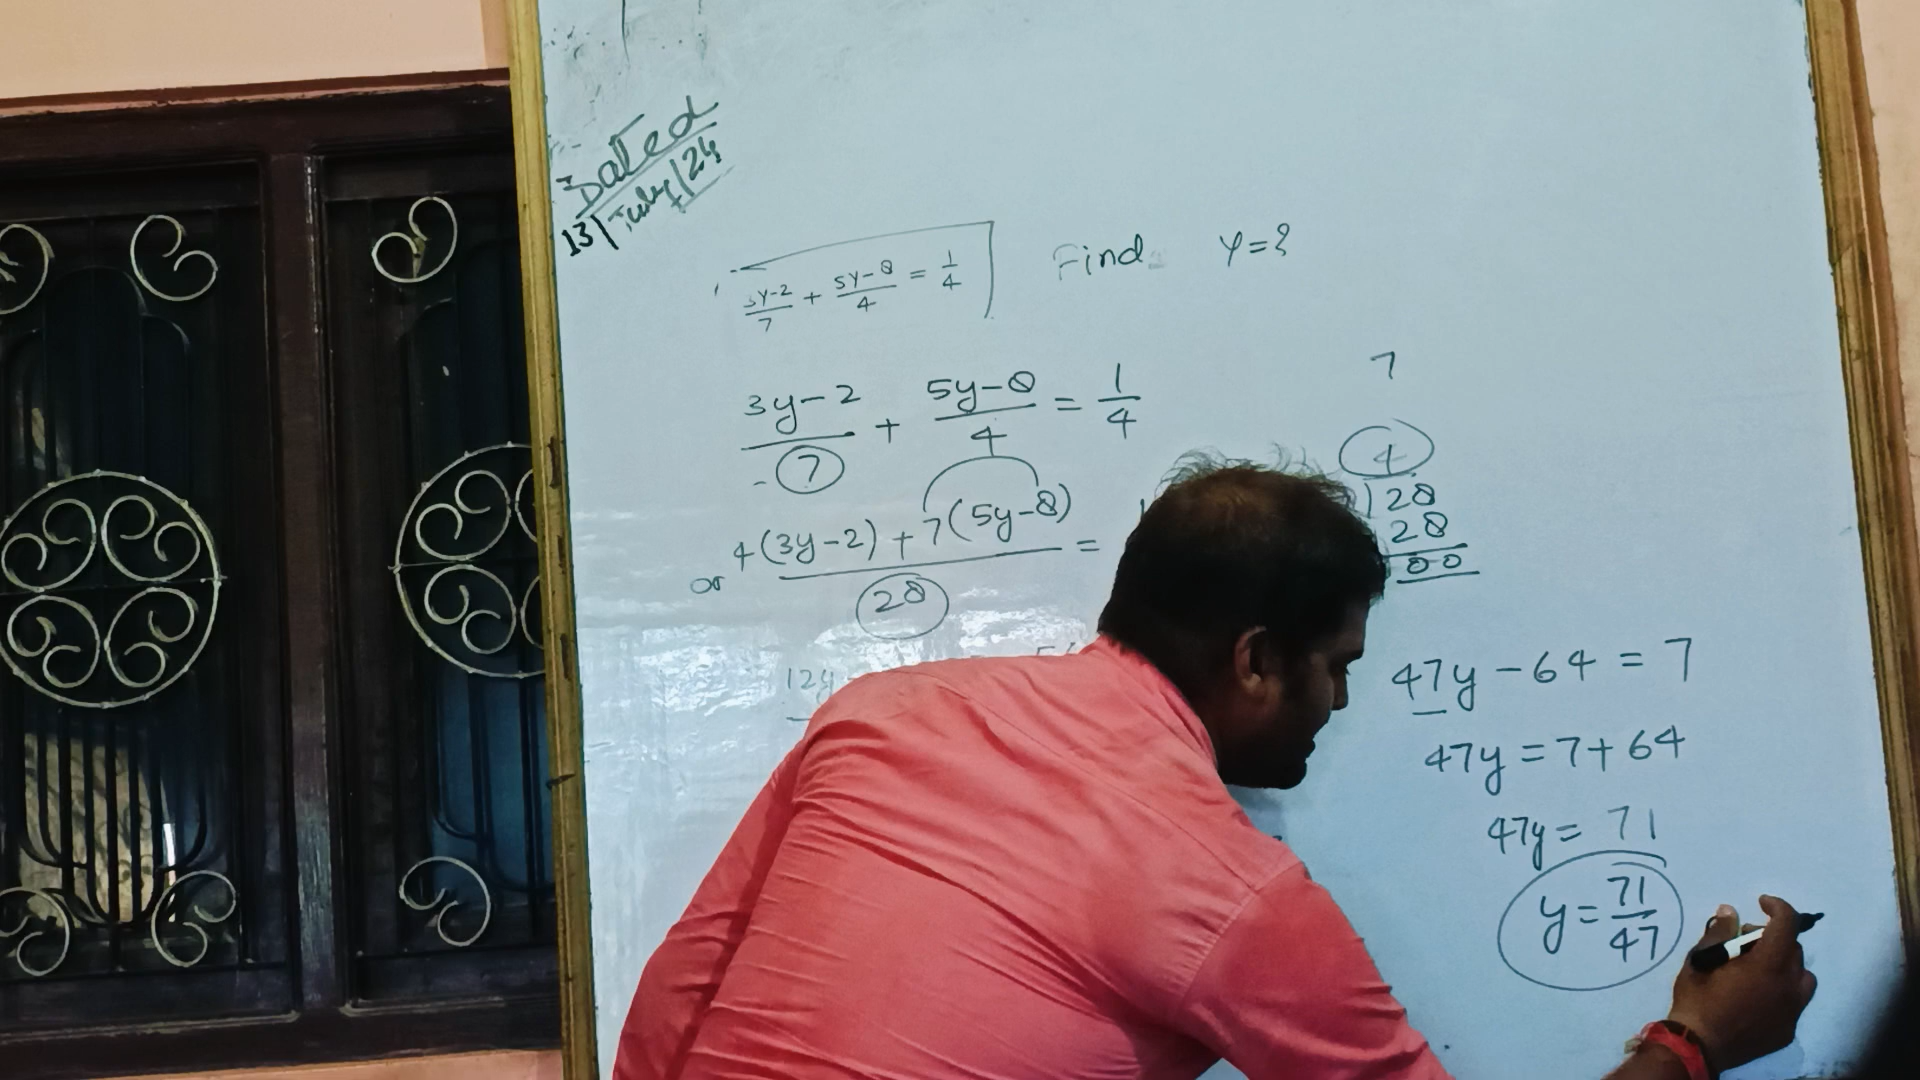 Dated
13/July/24
3y-2/7 + 5y-8/4 = 1/4 Find y=?
3y-2/7 + 5y-8/4 = 1/4
or 4(3y-2)+7(5y-8)/28 =
12y
7
4
)28
28
00
47y-64=7
47y=7+64
47y=71
y=71/47